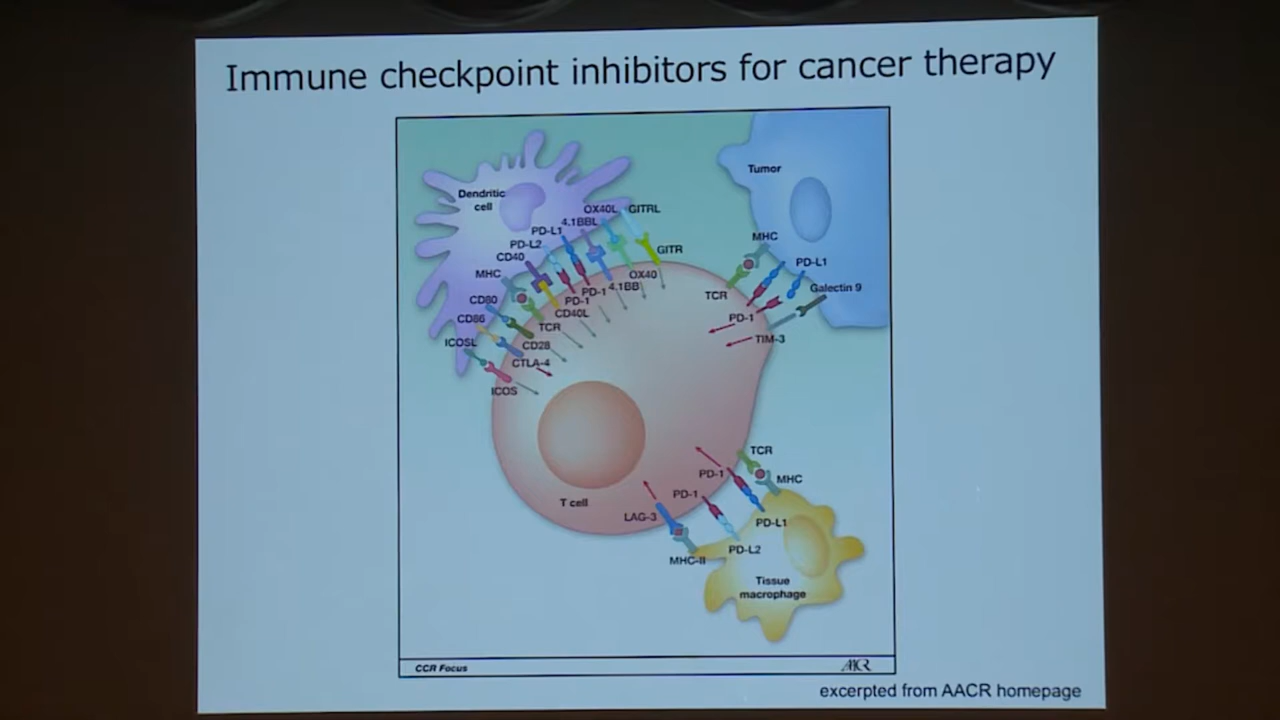 Immune checkpoint inhibitors for cancer therapy
Dendritic
cell
OX40L
GITRL
4.1BBL
PD-L1
PD-L2
CD40
MHC
CD80
CD86
ICOSL
GITR
OX40
4.1BB
PD-1
PD-1
CD40L
TCR
CD28
CTLA-4
ICOS
Tumor
MHC
PD-L1
Galectin 9
TCR
PD-1
TIM-3
T cell
TCR
PD-1
MHC
PD-1
LAG-3
PD-L1
PD-L2
MHC-II
Tissue
macrophage
CCR Focus
AACR
excerpted from AACR homepage